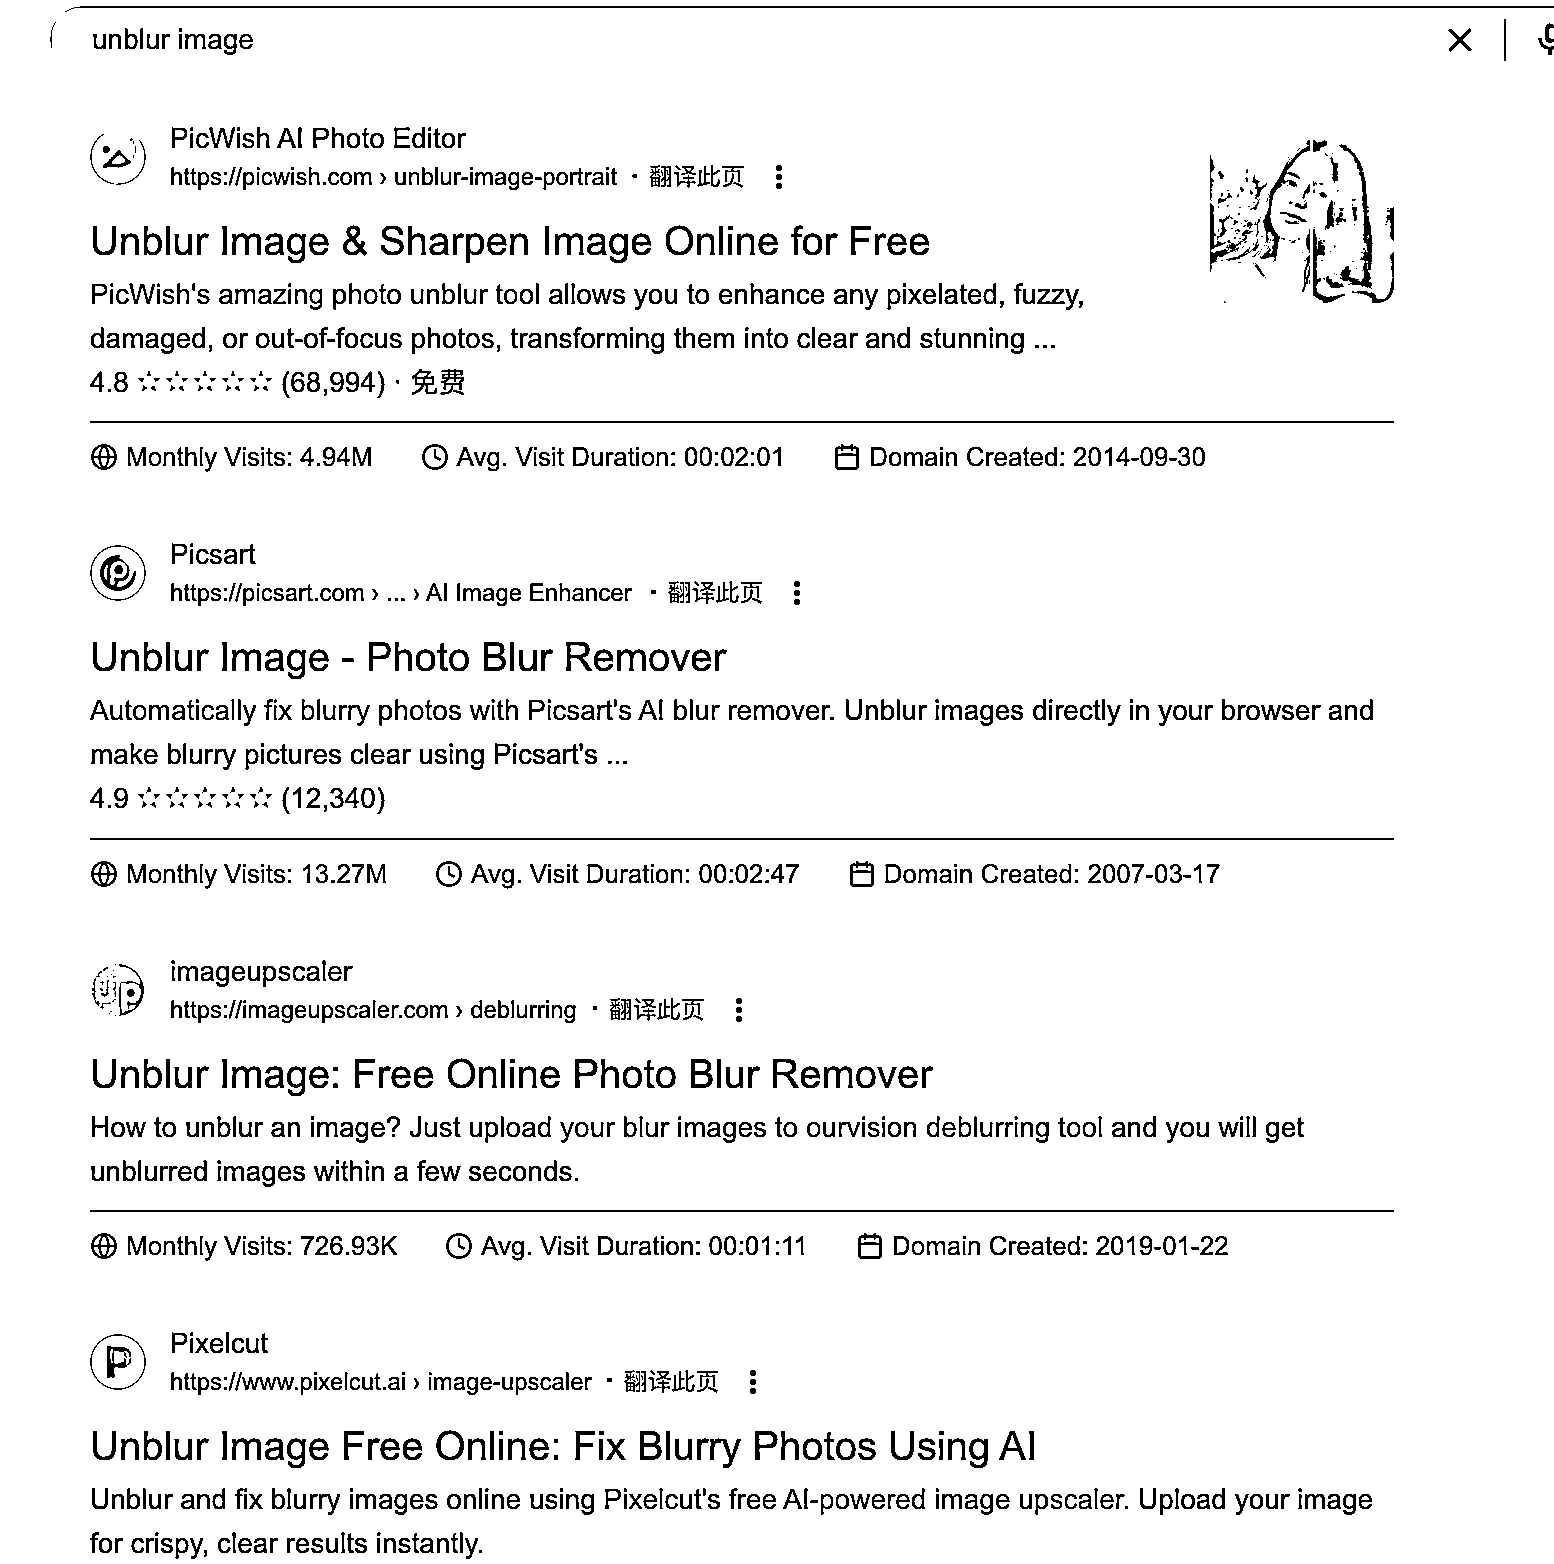 unblur image
PicWish AI Photo Editor
https://picwish.com › unblur-image-portrait · 翻译此页
Unblur Image & Sharpen Image Online for Free
PicWish's amazing photo unblur tool allows you to enhance any pixelated, fuzzy,
damaged, or out-of-focus photos, transforming them into clear and stunning ...
4.8 ☆☆☆☆☆ (68,994) · 免费
Monthly Visits: 4.94M Avg. Visit Duration: 00:02:01 Domain Created: 2014-09-30
Picsart
https://picsart.com › ... › AI Image Enhancer · 翻译此页
Unblur Image - Photo Blur Remover
Automatically fix blurry photos with Picsart's AI blur remover. Unblur images directly in your browser and
make blurry pictures clear using Picsart's ...
4.9 ☆☆☆☆☆ (12,340)
Monthly Visits: 13.27M Avg. Visit Duration: 00:02:47 Domain Created: 2007-03-17
imageupscaler
https://imageupscaler.com › deblurring · 翻译此页
Unblur Image: Free Online Photo Blur Remover
How to unblur an image? Just upload your blur images to ourvision deblurring tool and you will get
unblurred images within a few seconds.
Monthly Visits: 726.93K Avg. Visit Duration: 00:01:11 Domain Created: 2019-01-22
Pixelcut
https://www.pixelcut.ai › image-upscaler · 翻译此页
Unblur Image Free Online: Fix Blurry Photos Using AI
Unblur and fix blurry images online using Pixelcut's free AI-powered image upscaler. Upload your image
for crispy, clear results instantly.